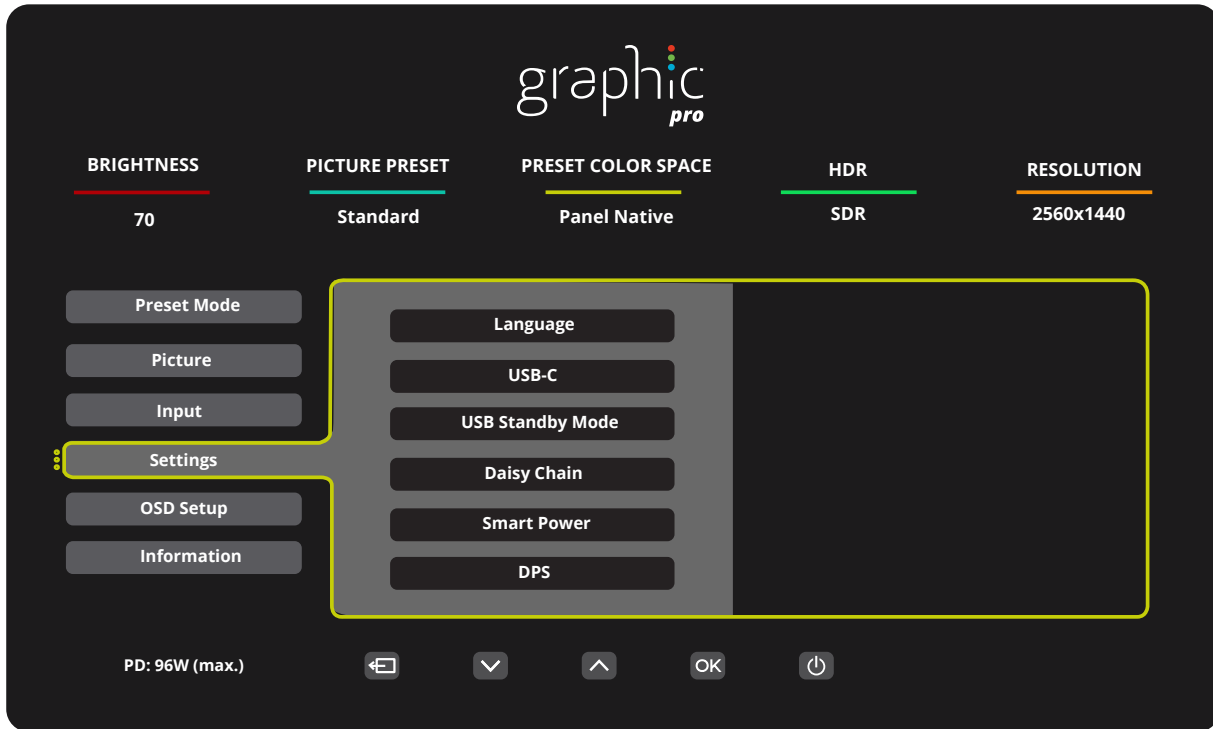 graphic
pro
BRIGHTNESS PICTURE PRESET PRESET COLOR SPACE HDR RESOLUTION
70 Standard Panel Native SDR 2560x1440
Preset Mode
Picture
Input
Settings
OSD Setup
Information
Language
USB-C
USB Standby Mode
Daisy Chain
Smart Power
DPS
PD: 96W (max.)
OK